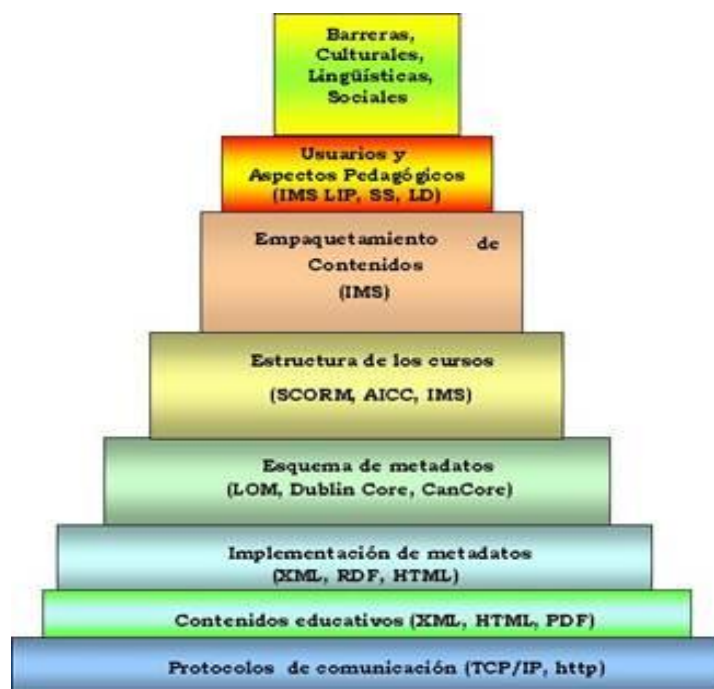 Barreras,
Culturales,
Lingüísticas,
Sociales
Usuarios y
Aspectos Pedagógicos
(IMS LIP, SS, LD)
Empaquetamiento de
Contenidos
(IMS)
Estructura de los cursos
(SCORM, AICC, IMS)
Esquema de metadatos
(LOM, Dublin Core, CanCore)
Implementación de metadatos
(XML, RDF, HTML)
Contenidos educativos (XML, HTML, PDF)
Protocolos de comunicación (TCP/IP, http)